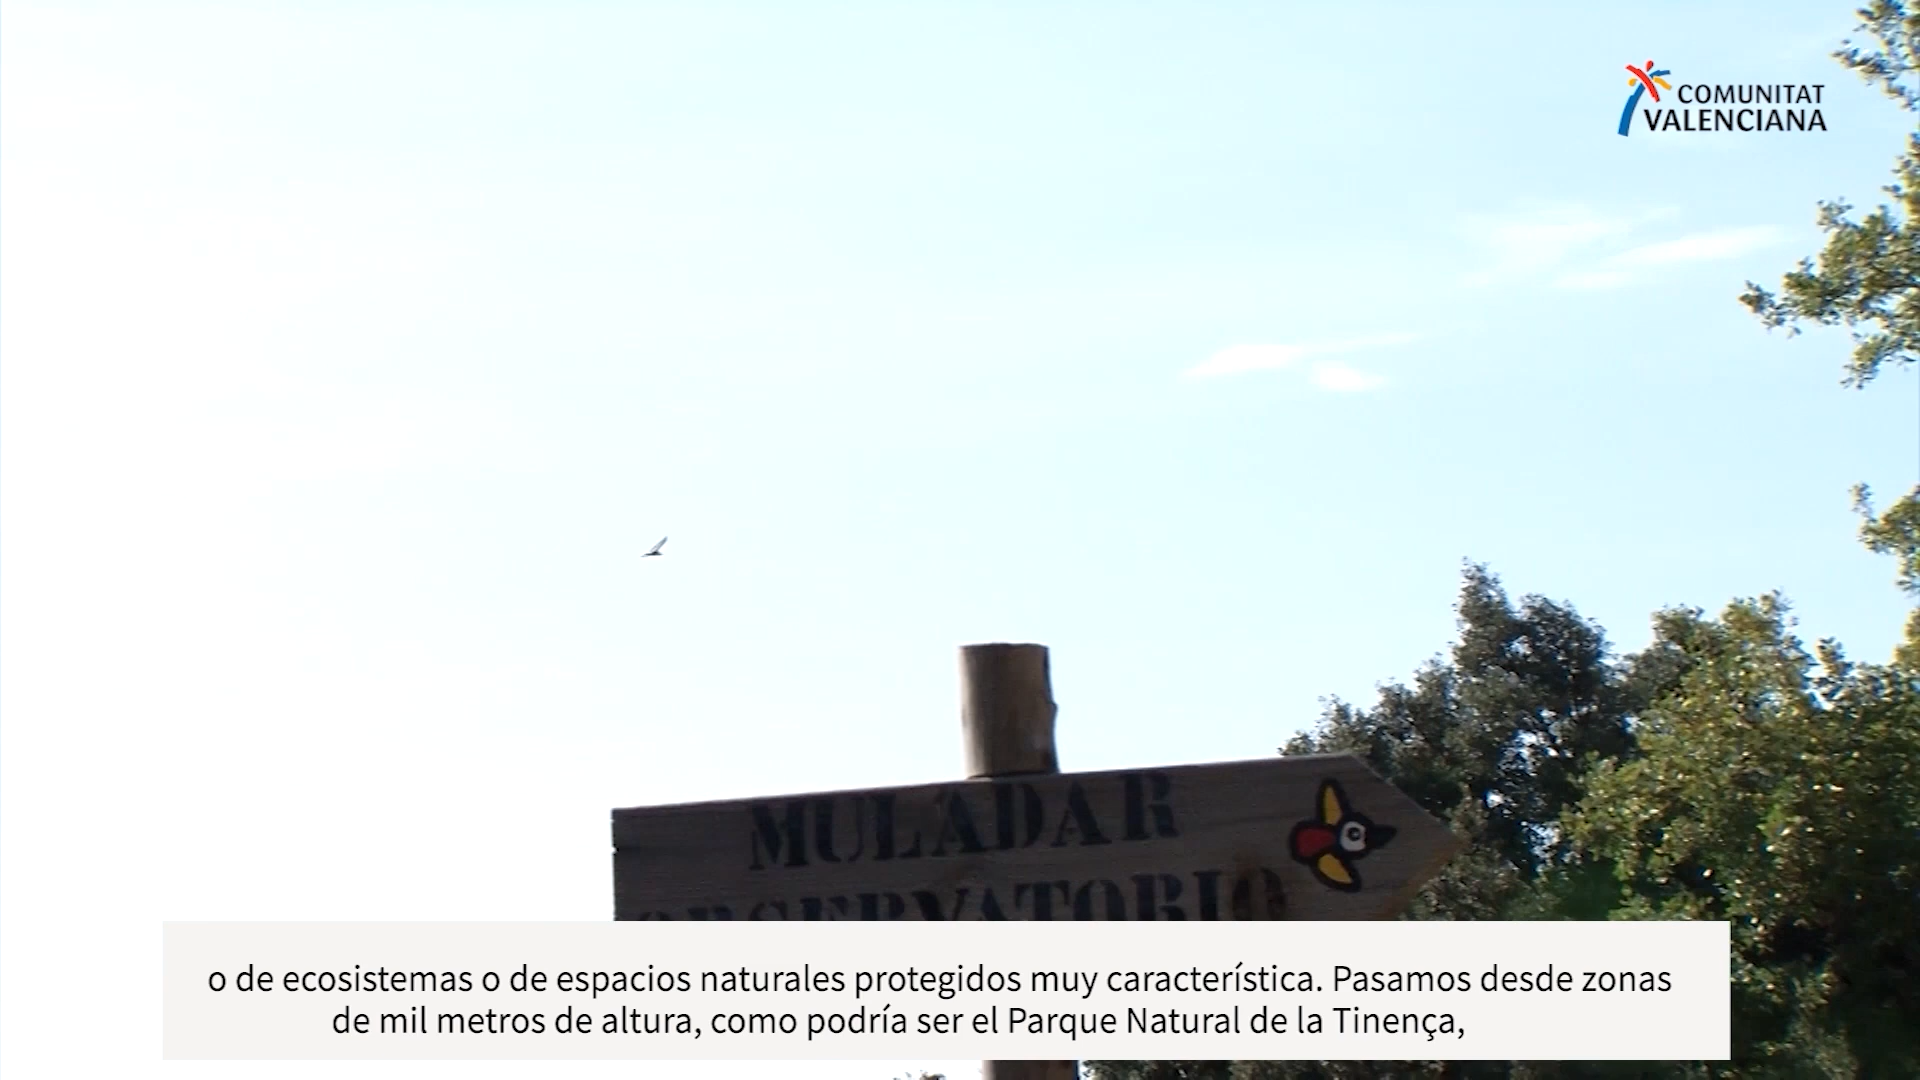 COMUNITAT
VALENCIANA
MULADAR
OBSERVATORIO
o de ecosistemas o de espacios naturales protegidos muy característica. Pasamos desde zonas
de mil metros de altura, como podría ser el Parque Natural de la Tinença,